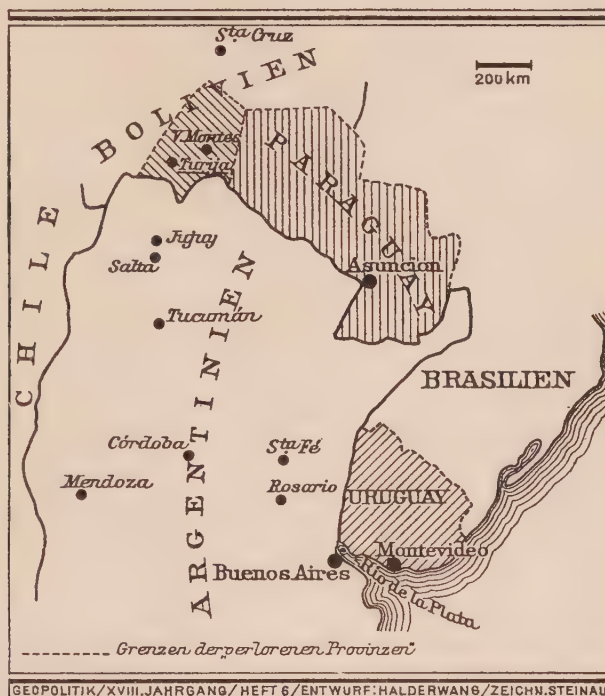 Sta Cruz
200 km
BOLIVIEN
V. Montes
Turija
PARAGUAY
CHILE
Jujuy
Salta
Asuncion
Tucumán
ARGENTINIEN
BRASILIEN
Córdoba
Sta Fé
Mendoza
Rosario
URUGUAY
Buenos Aires
Montevideo
Rio de la Plata
Grenzen der „verlorenen Provinzen“
GEOPOLITIK/XVIII.JAHRGANG/HEFT 6/ENTWURF:HALDERWANG/ZEICHN.STEINAU